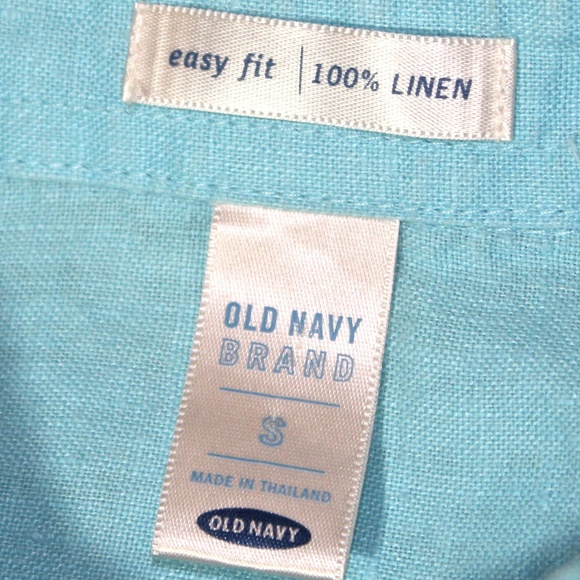 easy fit | 100% LINEN
OLD NAVY
BRAND
S
MADE IN THAILAND
OLD NAVY